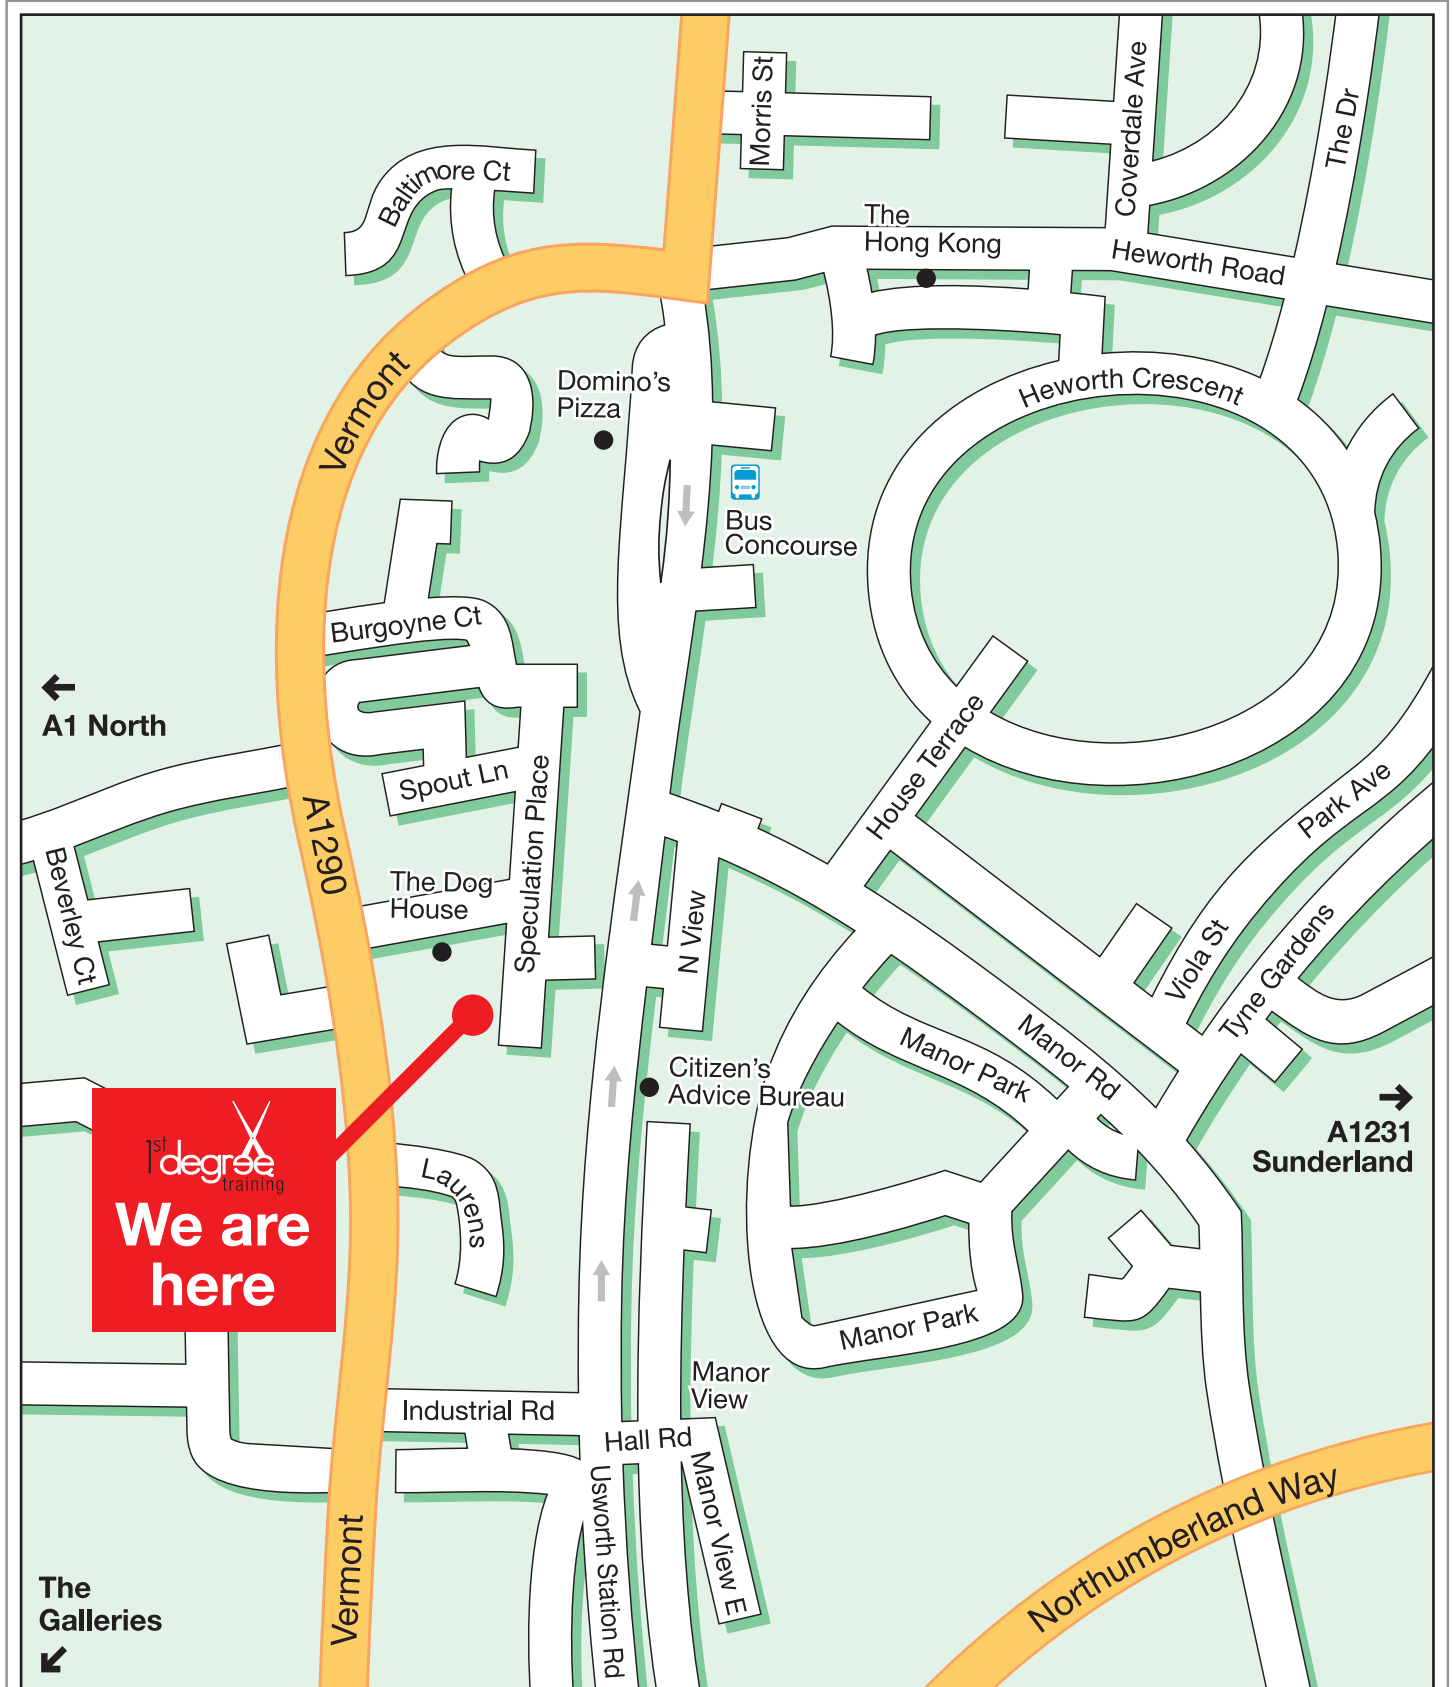 Morris St
Coverdale Ave
The Dr
Baltimore Ct
The
Hong Kong
Heworth Road
Vermont
Domino's
Pizza
Heworth Crescent
Bus
Concourse
Burgoyne Ct
A1 North
House Terrace
Spout Ln
Speculation Place
Park Ave
A1290
Beverley Ct
The Dog
House
N View
Viola St
Tyne Gardens
Manor Park
Manor Rd
Citizen's
Advice Bureau
A1231
Sunderland
1st
degree
training
We are
here
Laurens
Manor Park
Manor
View
Industrial Rd
Hall Rd
Manor View E
Usworth Station Rd
Vermont
Northumberland Way
The
Galleries